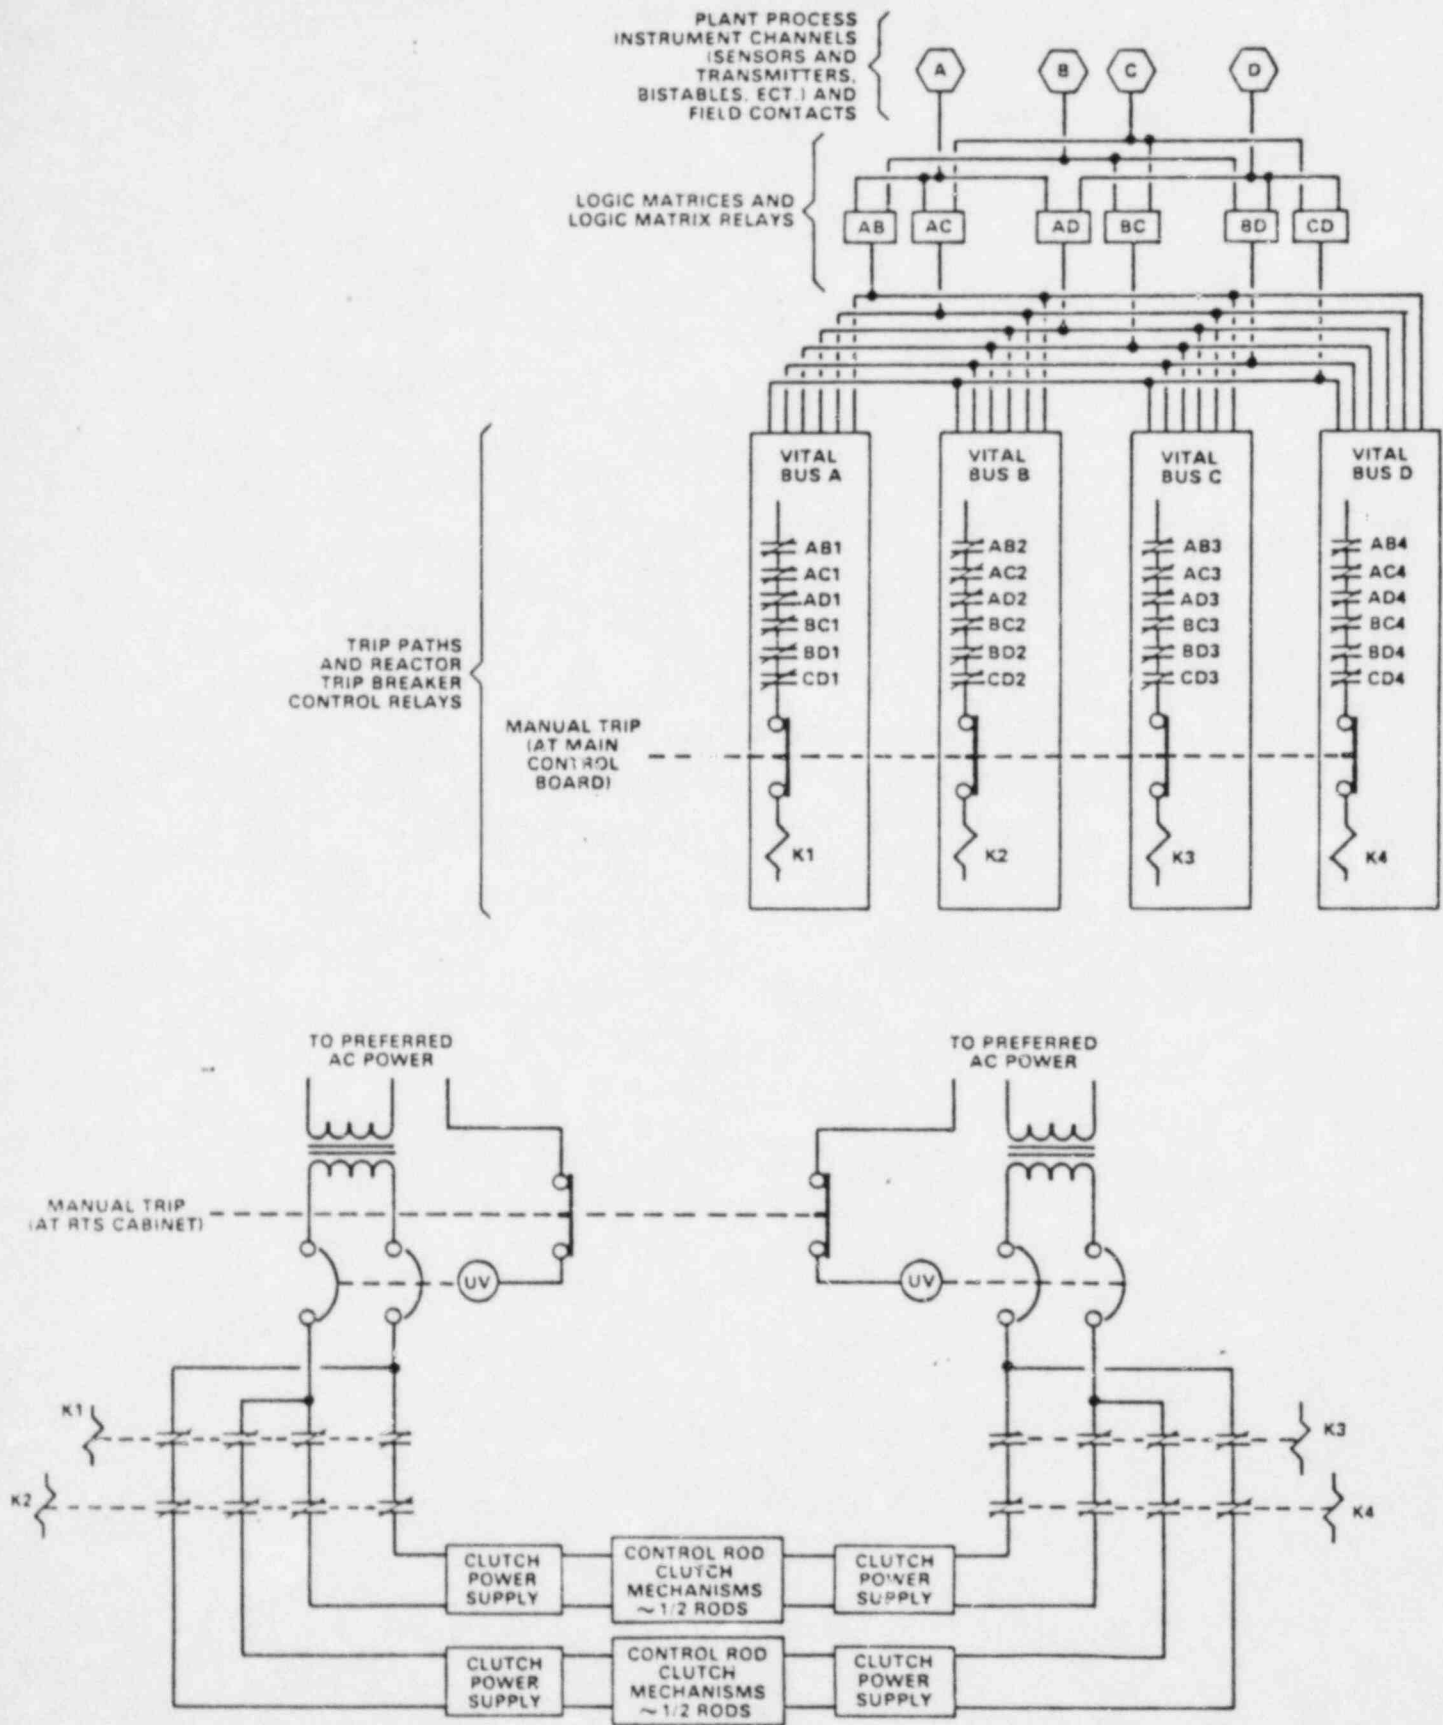 PLANT PROCESS
INSTRUMENT CHANNELS
(SENSORS AND
TRANSMITTERS,
BISTABLES, ECT.) AND
FIELD CONTACTS
A
B
C
D
LOGIC MATRICES AND
LOGIC MATRIX RELAYS
AB
AC
AD
BC
BD
CD
TRIP PATHS
AND REACTOR
TRIP BREAKER
CONTROL RELAYS
MANUAL TRIP
(AT MAIN
CONTROL
BOARD)
VITAL
BUS A
AB1
AC1
AD1
BC1
BD1
CD1
K1
VITAL
BUS B
AB2
AC2
AD2
BC2
BD2
CD2
K2
VITAL
BUS C
AB3
AC3
AD3
BC3
BD3
CD3
K3
VITAL
BUS D
AB4
AC4
AD4
BC4
BD4
CD4
K4
TO PREFERRED
AC POWER
TO PREFERRED
AC POWER
MANUAL TRIP
(AT RTS CABINET)
UV
UV
K1
K3
K2
K4
CLUTCH
POWER
SUPPLY
CONTROL ROD
CLUTCH
MECHANISMS
~1/2 RODS
CLUTCH
POWER
SUPPLY
CLUTCH
POWER
SUPPLY
CONTROL ROD
CLUTCH
MECHANISMS
~1/2 RODS
CLUTCH
POWER
SUPPLY